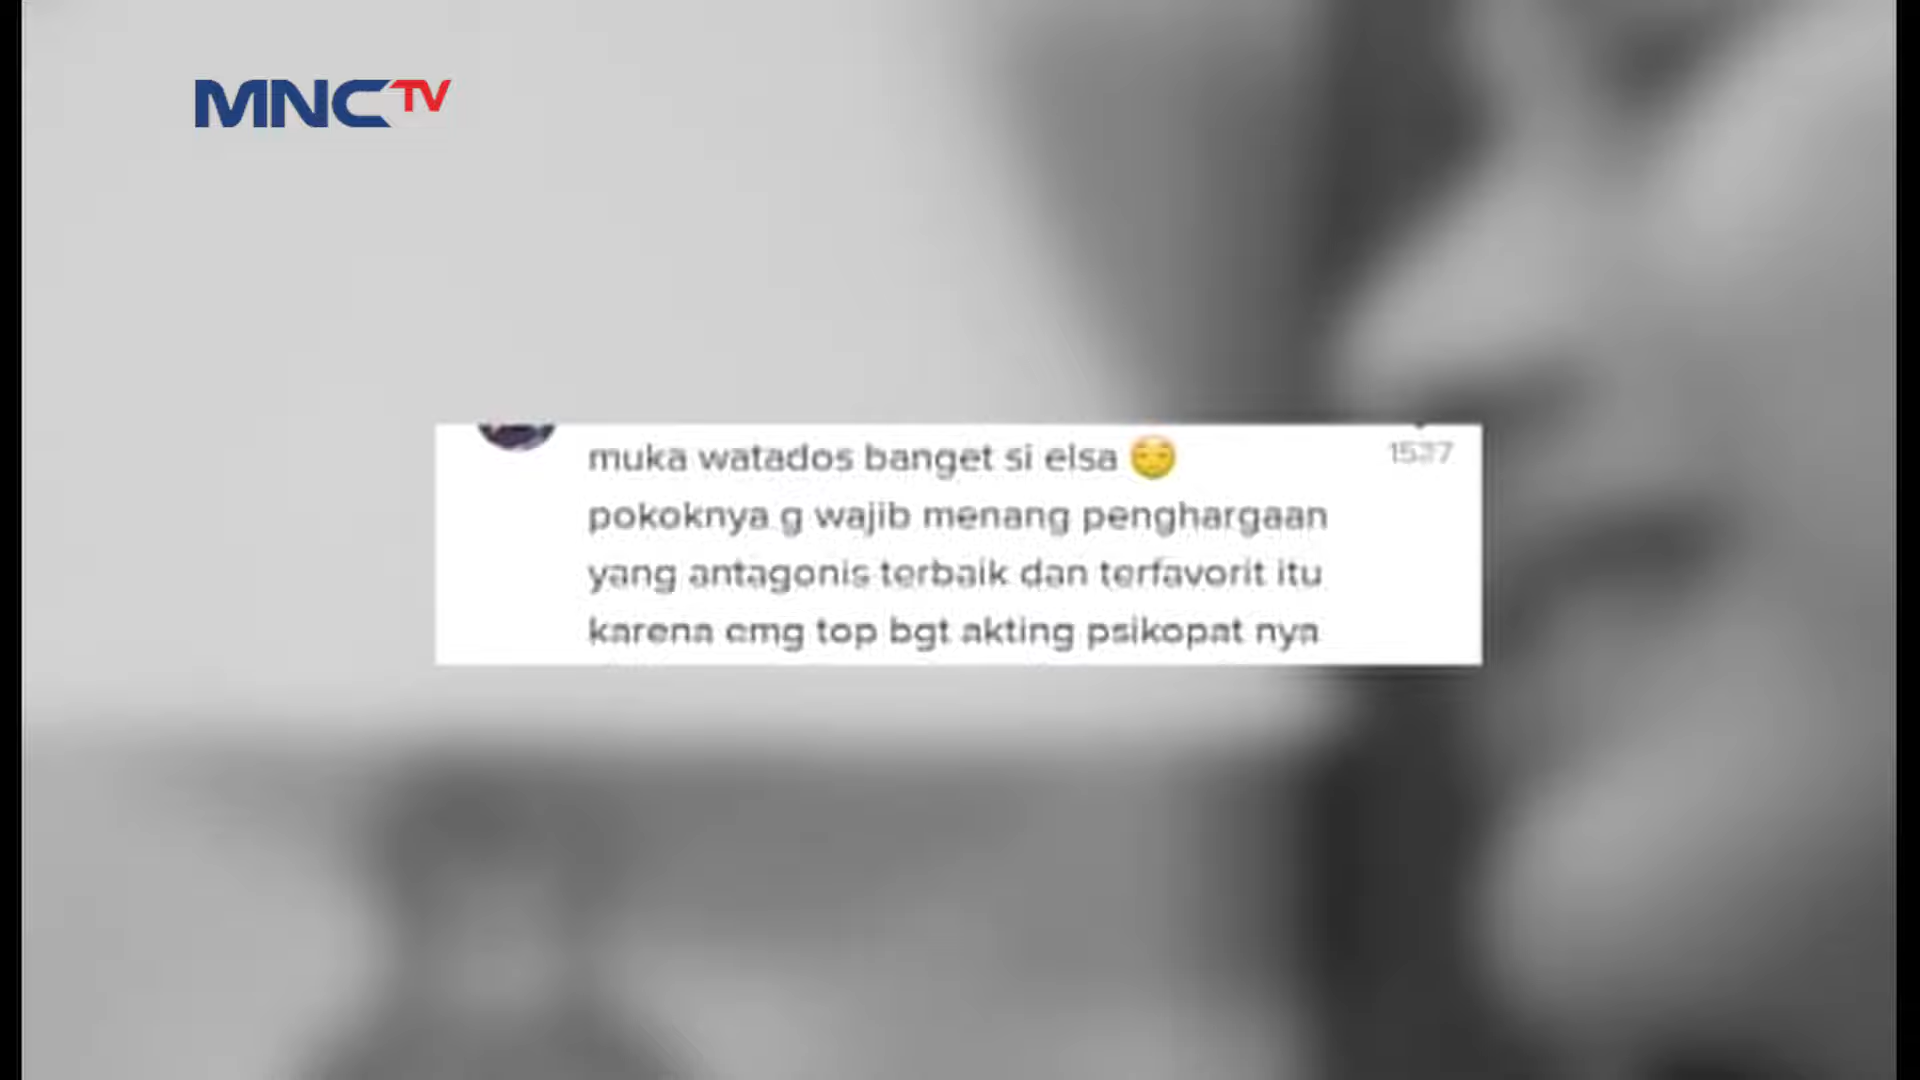 MNCTV
muka watados banget si elsa 😔
1537
pokoknya g wajib menang penghargaan
yang antagonis terbaik dan terfavorit itu
karena emg top bgt akting psikopat nya